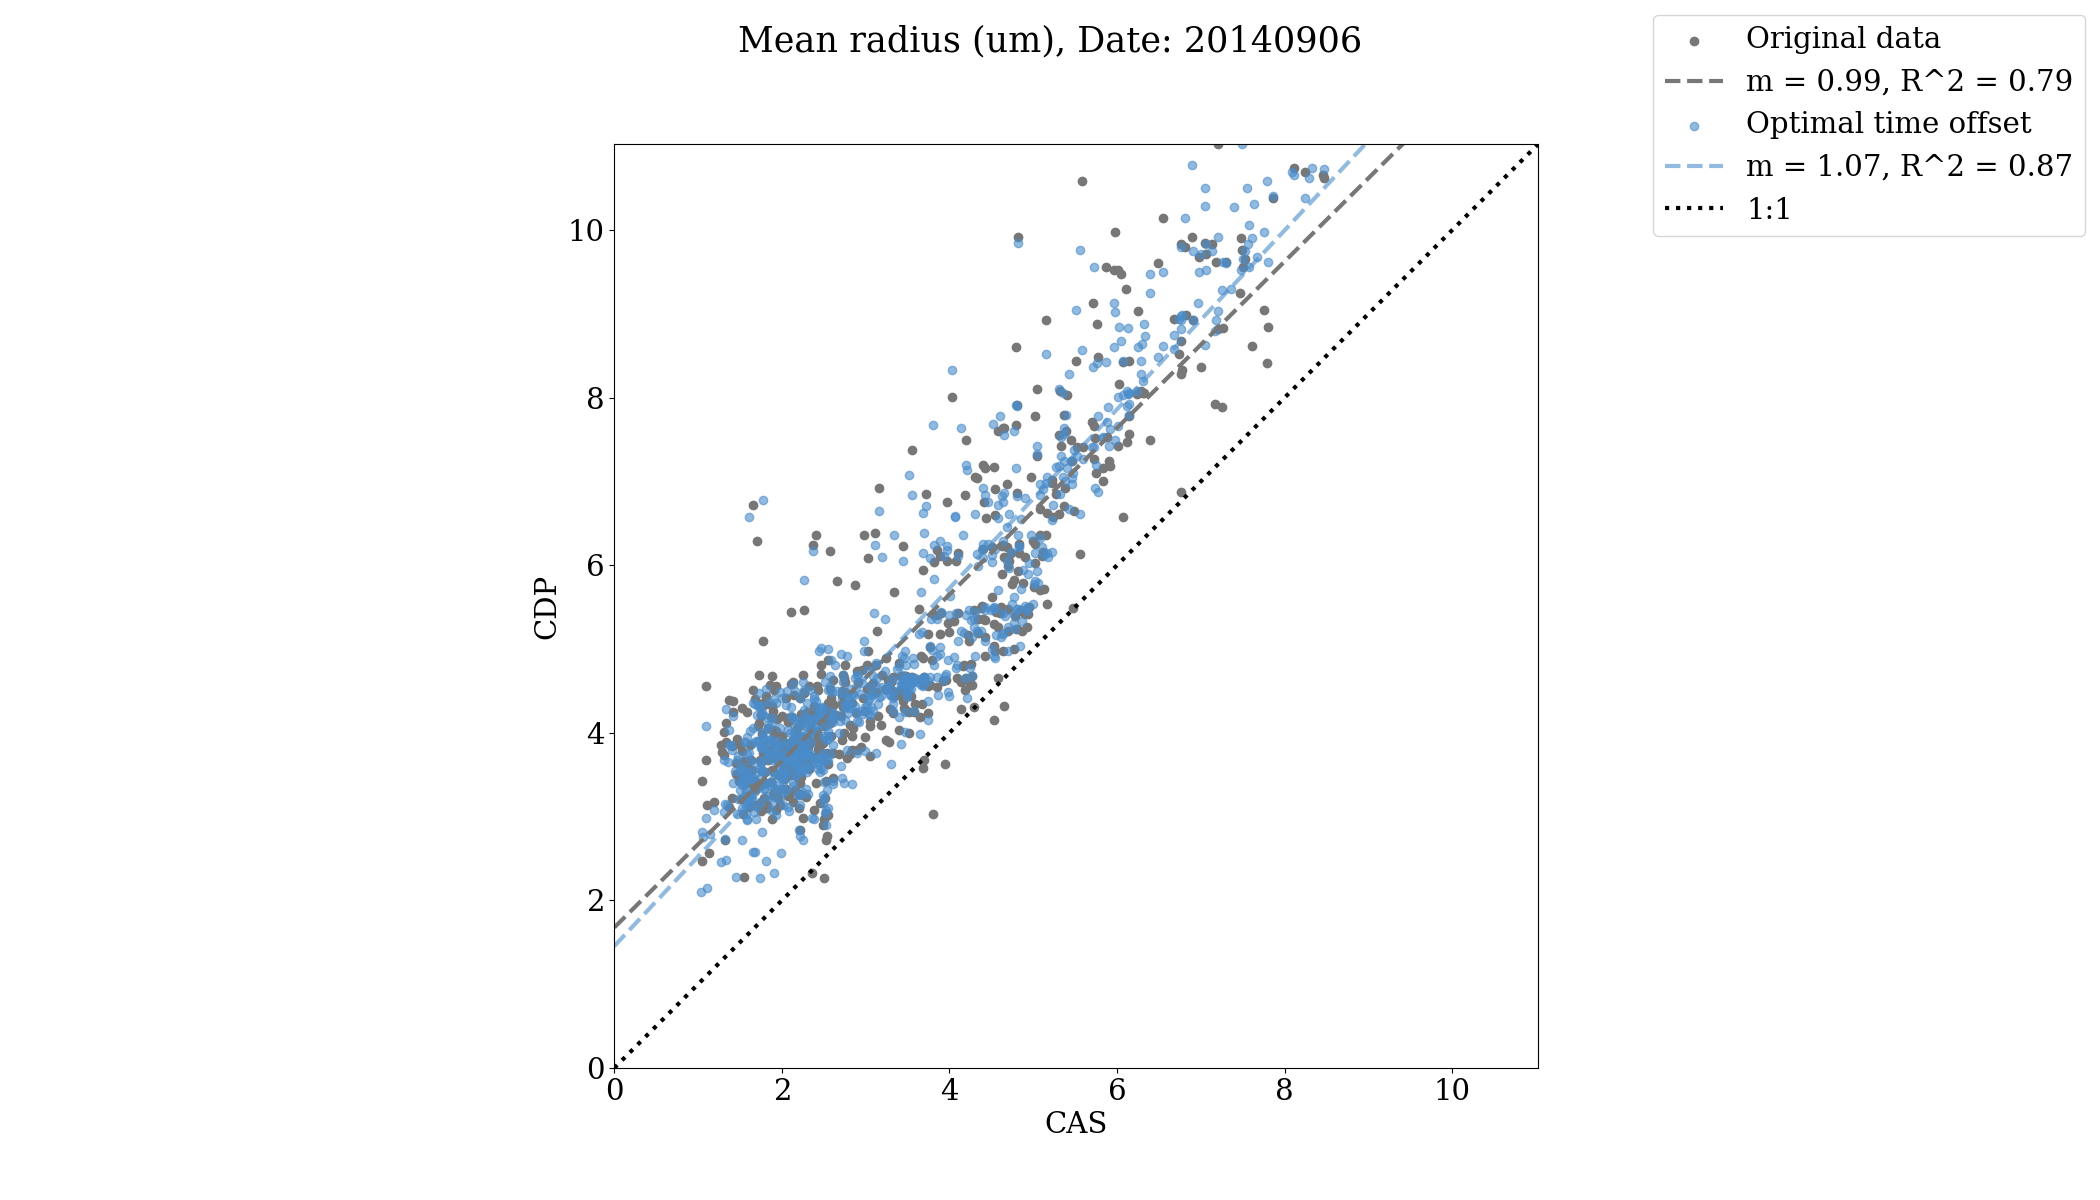 Mean radius (um), Date: 20140906
Original data
m = 0.99, R^2 = 0.79
Optimal time offset
m = 1.07, R^2 = 0.87
1:1
10
8
6
4
2
0
CDP
0 2 4 6 8 10
CAS